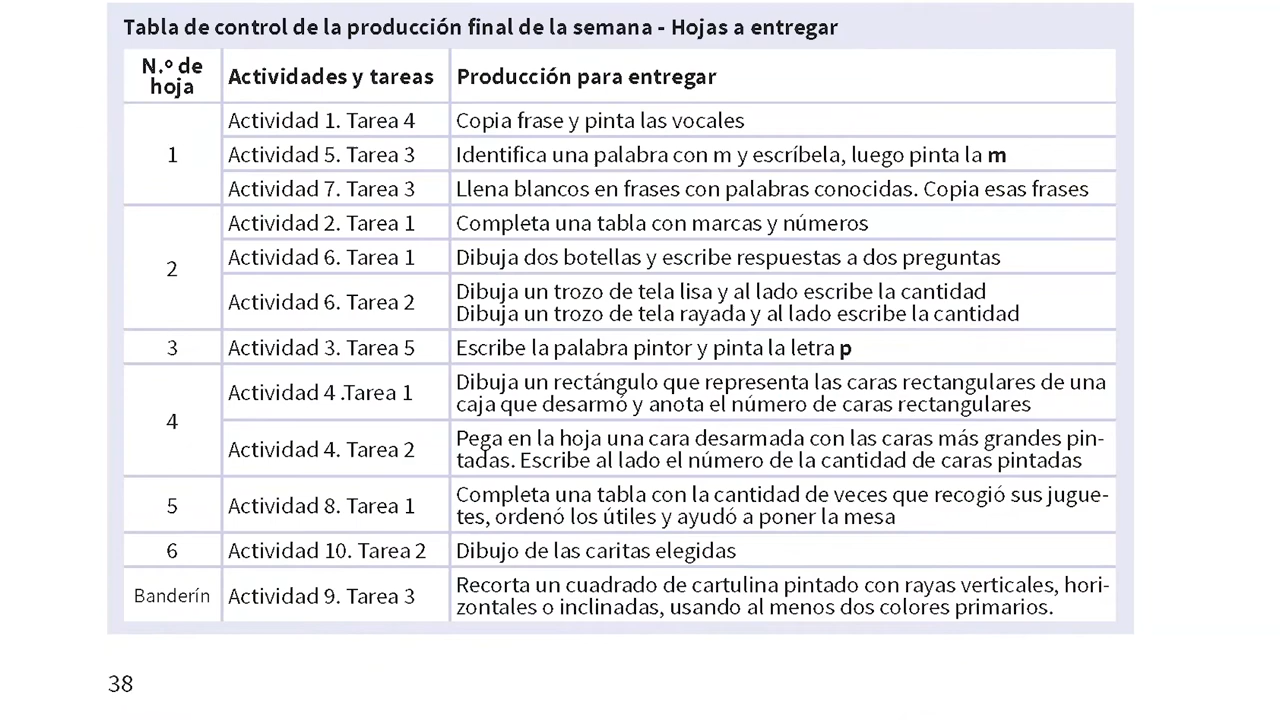 Tabla de control de la producción final de la semana - Hojas a entregar
N.º de
hoja
Actividades y tareas
Producción para entregar
1
Actividad 1. Tarea 4
Copia frase y pinta las vocales
Actividad 5. Tarea 3
Identifica una palabra con m y escríbela, luego pinta la m
Actividad 7. Tarea 3
Llena blancos en frases con palabras conocidas. Copia esas frases
2
Actividad 2. Tarea 1
Completa una tabla con marcas y números
Actividad 6. Tarea 1
Dibuja dos botellas y escribe respuestas a dos preguntas
Actividad 6. Tarea 2
Dibuja un trozo de tela lisa y al lado escribe la cantidad
Dibuja un trozo de tela rayada y al lado escribe la cantidad
3
Actividad 3. Tarea 5
Escribe la palabra pintor y pinta la letra p
4
Actividad 4 .Tarea 1
Dibuja un rectángulo que representa las caras rectangulares de una
caja que desarmó y anota el número de caras rectangulares
Actividad 4. Tarea 2
Pega en la hoja una cara desarmada con las caras más grandes pin-
tadas. Escribe al lado el número de la cantidad de caras pintadas
5
Actividad 8. Tarea 1
Completa una tabla con la cantidad de veces que recogió sus jugue-
tes, ordenó los útiles y ayudó a poner la mesa
6
Actividad 10. Tarea 2
Dibujo de las caritas elegidas
Banderín
Actividad 9. Tarea 3
Recorta un cuadrado de cartulina pintado con rayas verticales, hori-
zontales o inclinadas, usando al menos dos colores primarios.
38